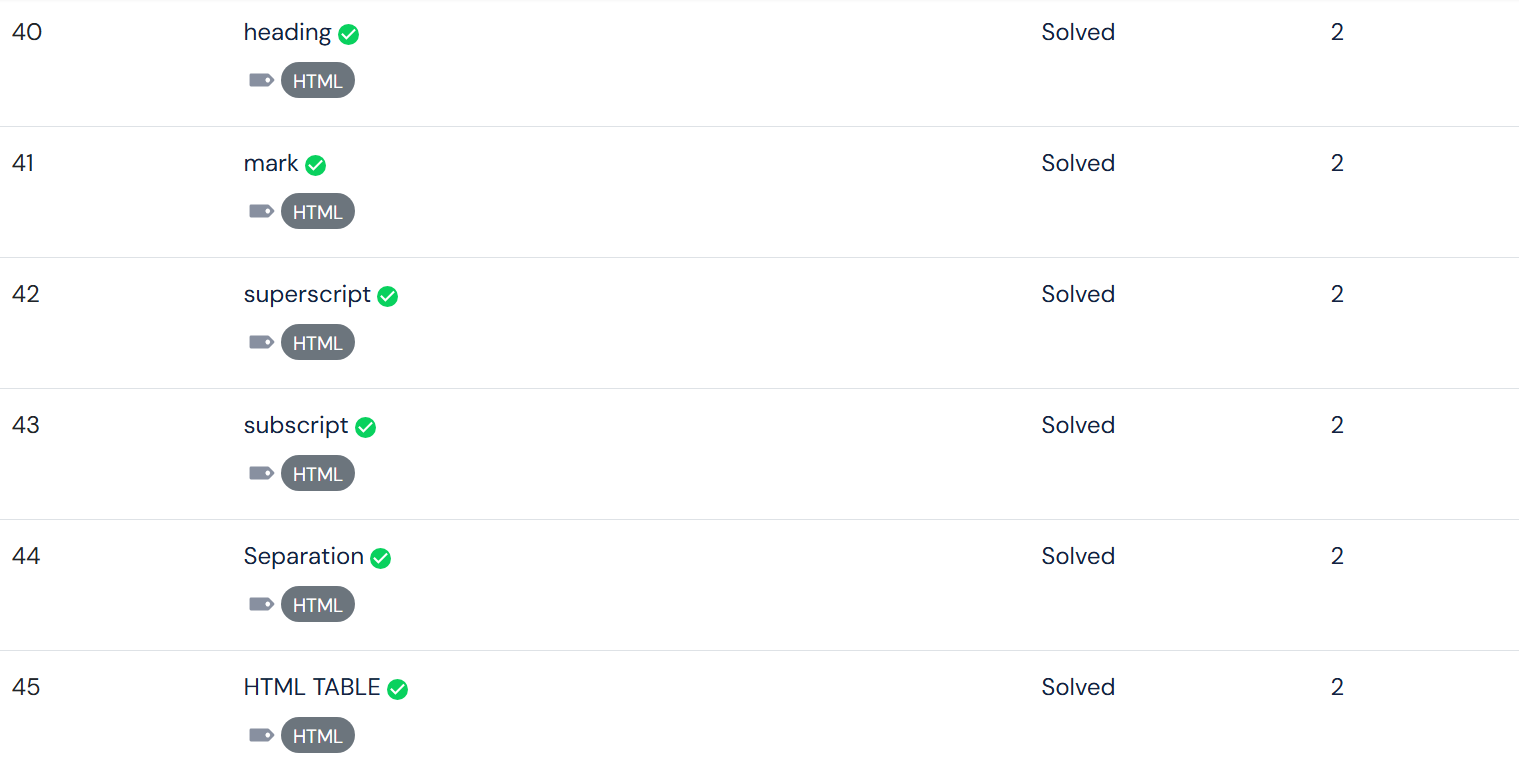 40 heading Solved 2
HTML
41 mark Solved 2
HTML
42 superscript Solved 2
HTML
43 subscript Solved 2
HTML
44 Separation Solved 2
HTML
45 HTML TABLE Solved 2
HTML